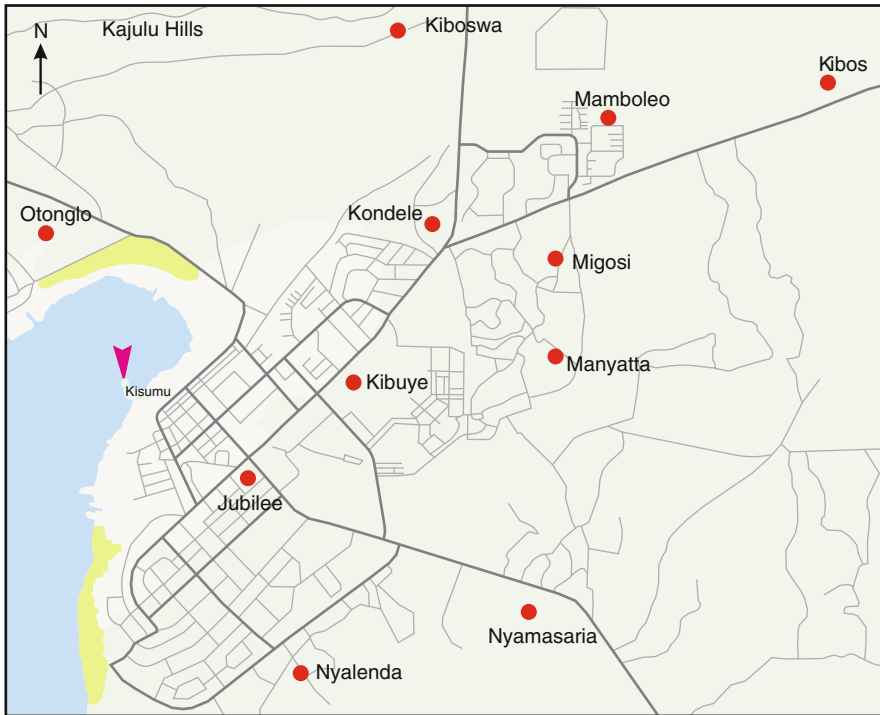 Kajulu Hills
Kiboswa
N
Kibos
Mamboleo
Otonglo
Kondele
Migosi
Manyatta
Kisumu
Kibuye
Jubilee
Nyamasaria
Nyalenda